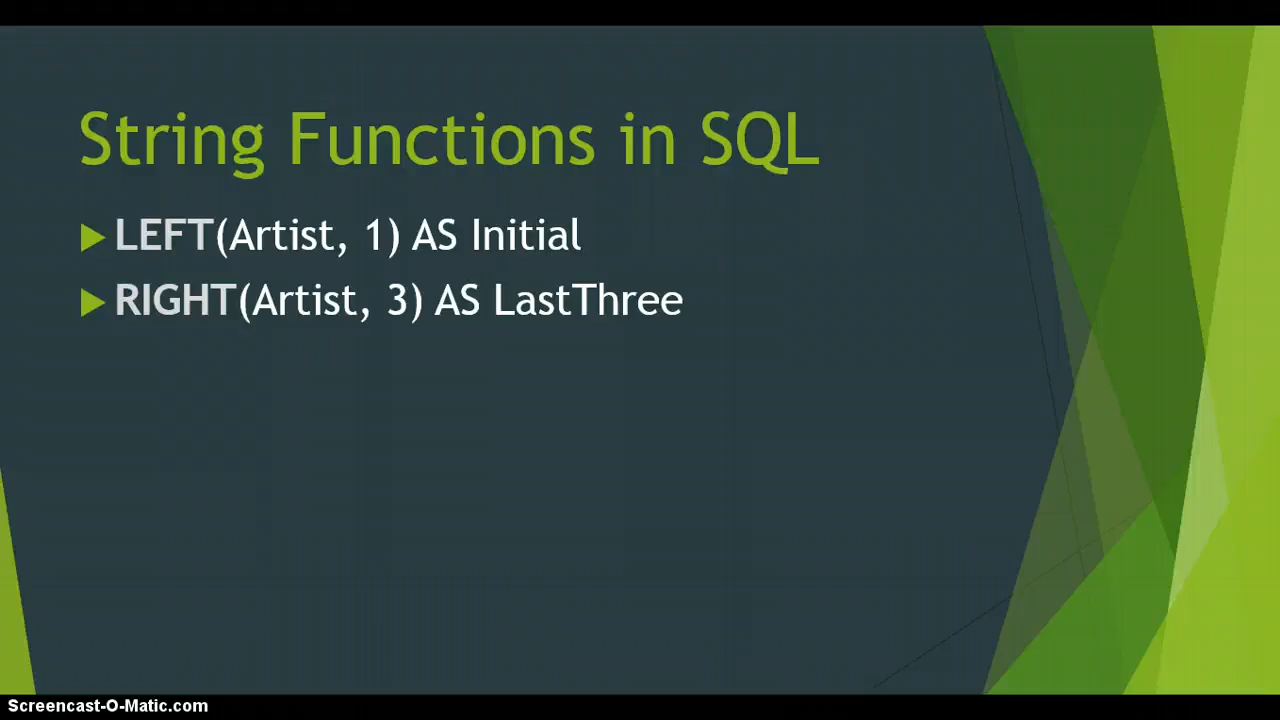 String Functions in SQL
LEFT(Artist, 1) AS Initial
RIGHT(Artist, 3) AS LastThree
Screencast-O-Matic.com